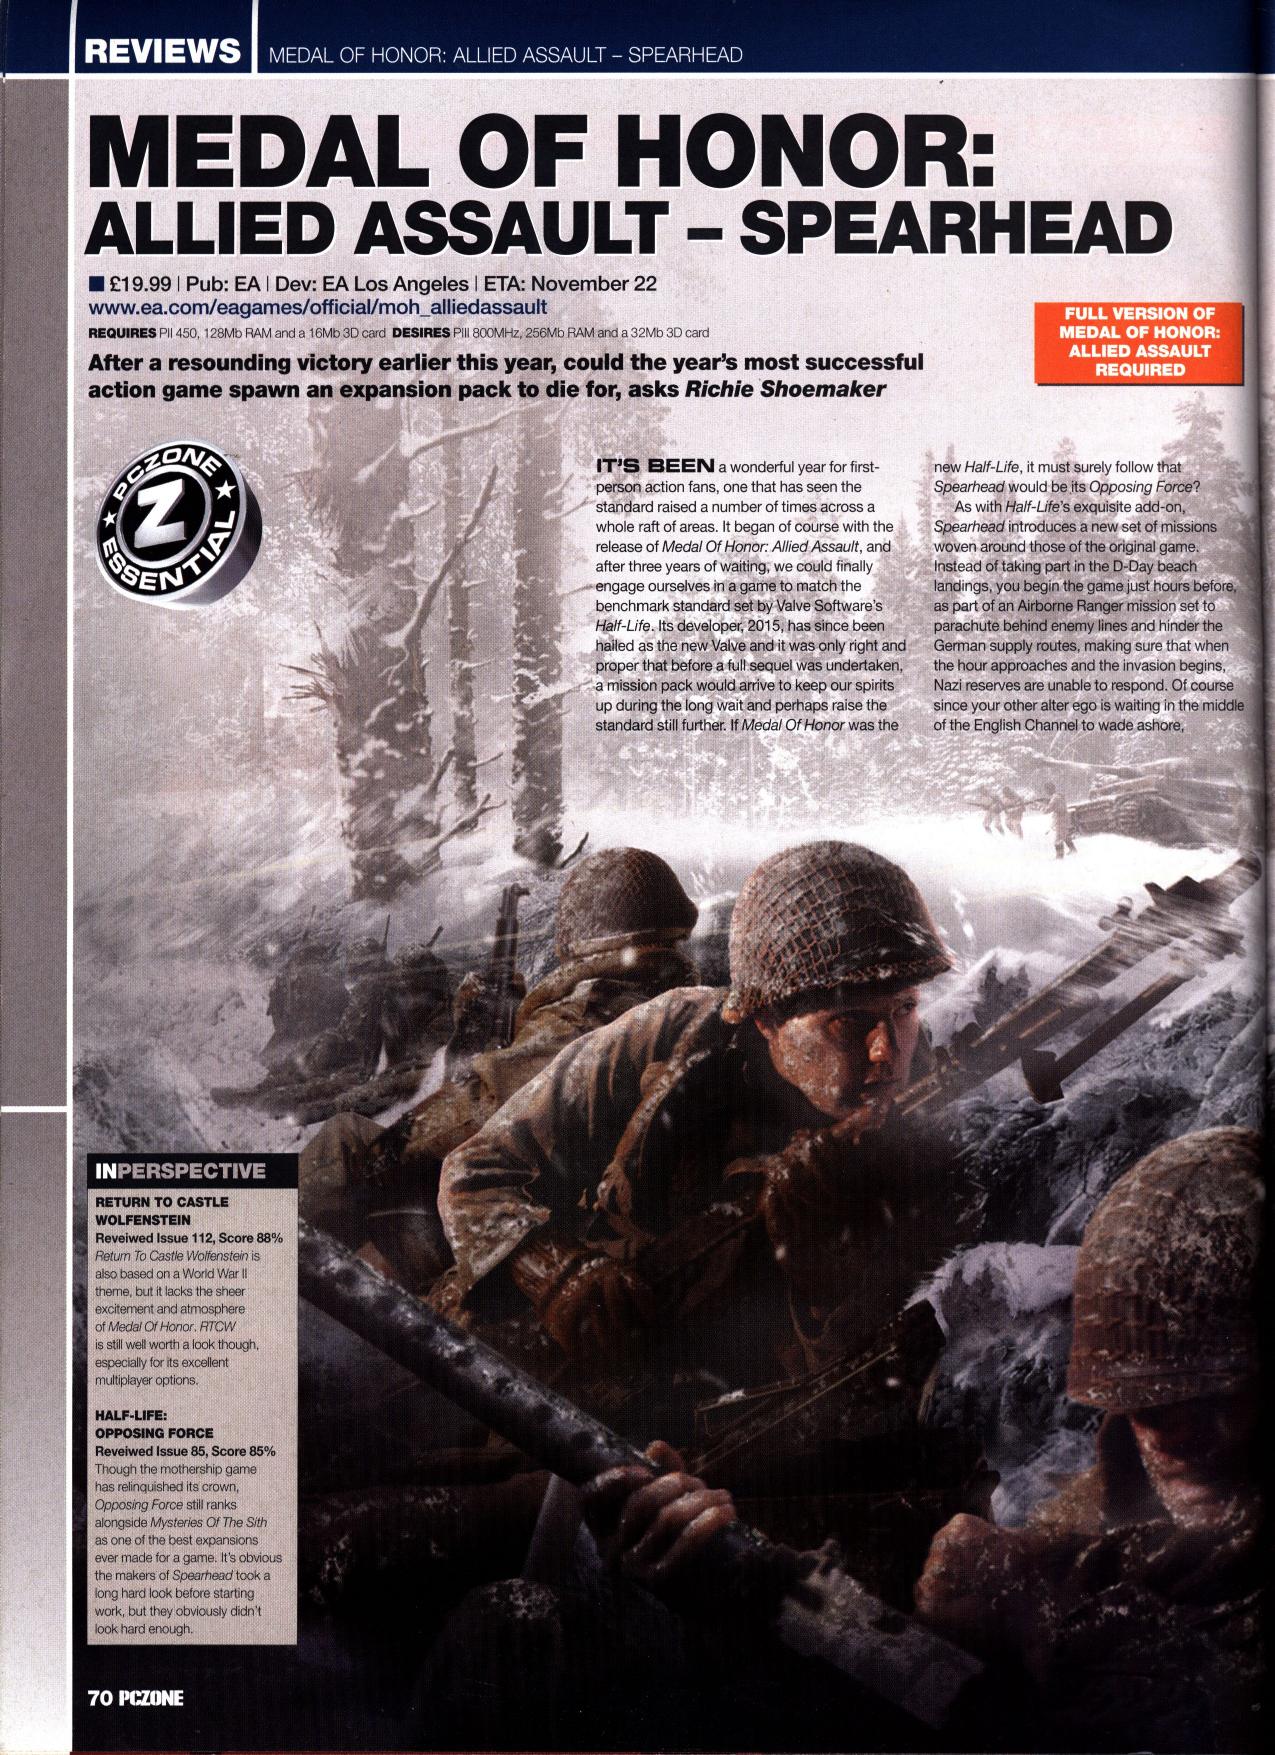 REVIEWS
MEDAL OF HONOR: ALLIED ASSAULT – SPEARHEAD
MEDAL OF HONOR:
ALLIED ASSAULT – SPEARHEAD
■ £19.99 | Pub: EA | Dev: EA Los Angeles | ETA: November 22
www.ea.com/eagames/official/moh_alliedassault
REQUIRES PII 450, 128Mb RAM and a 16Mb 3D card DESIRES PIII 800MHz, 256Mb RAM and a 32Mb 3D card
After a resounding victory earlier this year, could the year's most successful
action game spawn an expansion pack to die for, asks Richie Shoemaker
FULL VERSION OF
MEDAL OF HONOR:
ALLIED ASSAULT
REQUIRED
PCZONE
Z
ESSENTIAL
IT'S BEEN a wonderful year for first-
person action fans, one that has seen the
standard raised a number of times across a
whole raft of areas. It began of course with the
release of Medal Of Honor: Allied Assault, and
after three years of waiting, we could finally
engage ourselves in a game to match the
benchmark standard set by Valve Software's
Half-Life. Its developer, 2015, has since been
hailed as the new Valve and it was only right and
proper that before a full sequel was undertaken,
a mission pack would arrive to keep our spirits
up during the long wait and perhaps raise the
standard still further. If Medal Of Honor was the
new Half-Life, it must surely follow that
Spearhead would be its Opposing Force?
As with Half-Life's exquisite add-on,
Spearhead introduces a new set of missions
woven around those of the original game.
Instead of taking part in the D-Day beach
landings, you begin the game just hours before,
as part of an Airborne Ranger mission set to
parachute behind enemy lines and hinder the
German supply routes, making sure that when
the hour approaches and the invasion begins,
Nazi reserves are unable to respond. Of course
since your other alter ego is waiting in the middle
of the English Channel to wade ashore,
INPERSPECTIVE
RETURN TO CASTLE
WOLFENSTEIN
Reveiwed Issue 112, Score 88%
Return To Castle Wolfenstein is
also based on a World War II
theme, but it lacks the sheer
excitement and atmosphere
of Medal Of Honor. RTCW
is still well worth a look though,
especially for its excellent
multiplayer options.
HALF-LIFE:
OPPOSING FORCE
Reveiwed Issue 85, Score 85%
Though the mothership game
has relinquished its crown,
Opposing Force still ranks
alongside Mysteries Of The Sith
as one of the best expansions
ever made for a game. It's obvious
the makers of Spearhead took a
long hard look before starting
work, but they obviously didn't
look hard enough.
70 PCZONE